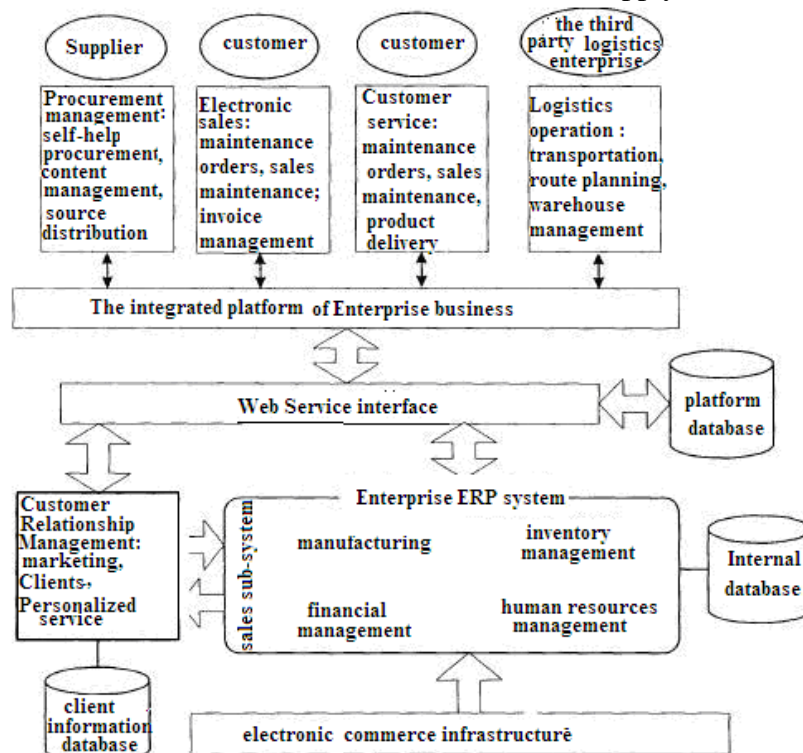 Supplier
customer
customer
the third
party logistics
enterprise
Procurement
management:
self-help
procurement,
content
management,
source
distribution
Electronic
sales:
maintenance
orders, sales
maintenance;
invoice
management
Customer
service:
maintenance
orders, sales
maintenance,
product
delivery
Logistics
operation :
transportation,
route planning,
warehouse
management
The integrated platform of Enterprise business
Web Service interface
platform
database
Customer
Relationship
Management:
marketing,
Clients,
Personalized
service
sales sub-system
Enterprise ERP system
manufacturing
inventory
management
financial
management
human resources
management
Internal
database
client
information
database
electronic commerce infrastructure